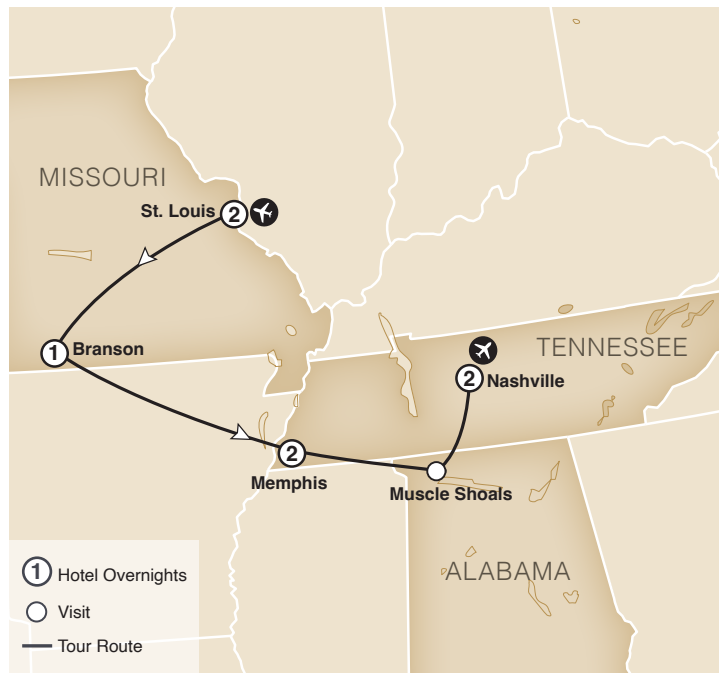 MISSOURI
St. Louis 2
1 Branson
TENNESSEE
2 Nashville
2
Memphis
Muscle Shoals
ALABAMA
1 Hotel Overnights
Visit
Tour Route